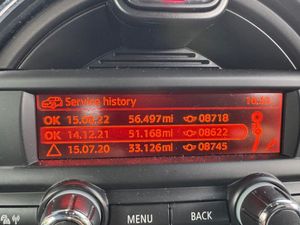 Service history
OK 15.08.22 56.497mi 08718
OK 14.12.21 51.168mi 08622
15.07.20 33.126mi 08745
MENU BACK